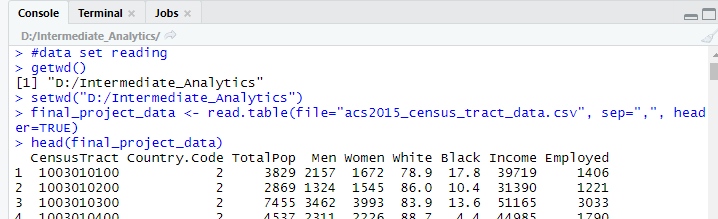 Console Terminal × Jobs ×
D:/Intermediate_Analytics/
> #data set reading
> getwd()
[1] "D:/Intermediate_Analytics"
> setwd("D:/Intermediate_Analytics")
> final_project_data <- read.table(file="acs2015_census_tract_data.csv", sep=",", head
er=TRUE)
> head(final_project_data)
CensusTract Country.Code TotalPop Men Women White Black Income Employed
1 1003010100 2 3829 2157 1672 78.9 17.8 39719 1406
2 1003010200 2 2869 1324 1545 86.0 10.4 31390 1221
3 1003010300 2 7455 3462 3993 83.9 13.6 51165 3033
4 1003010400 2 4537 2311 2226 88.7 4.4 44985 1790